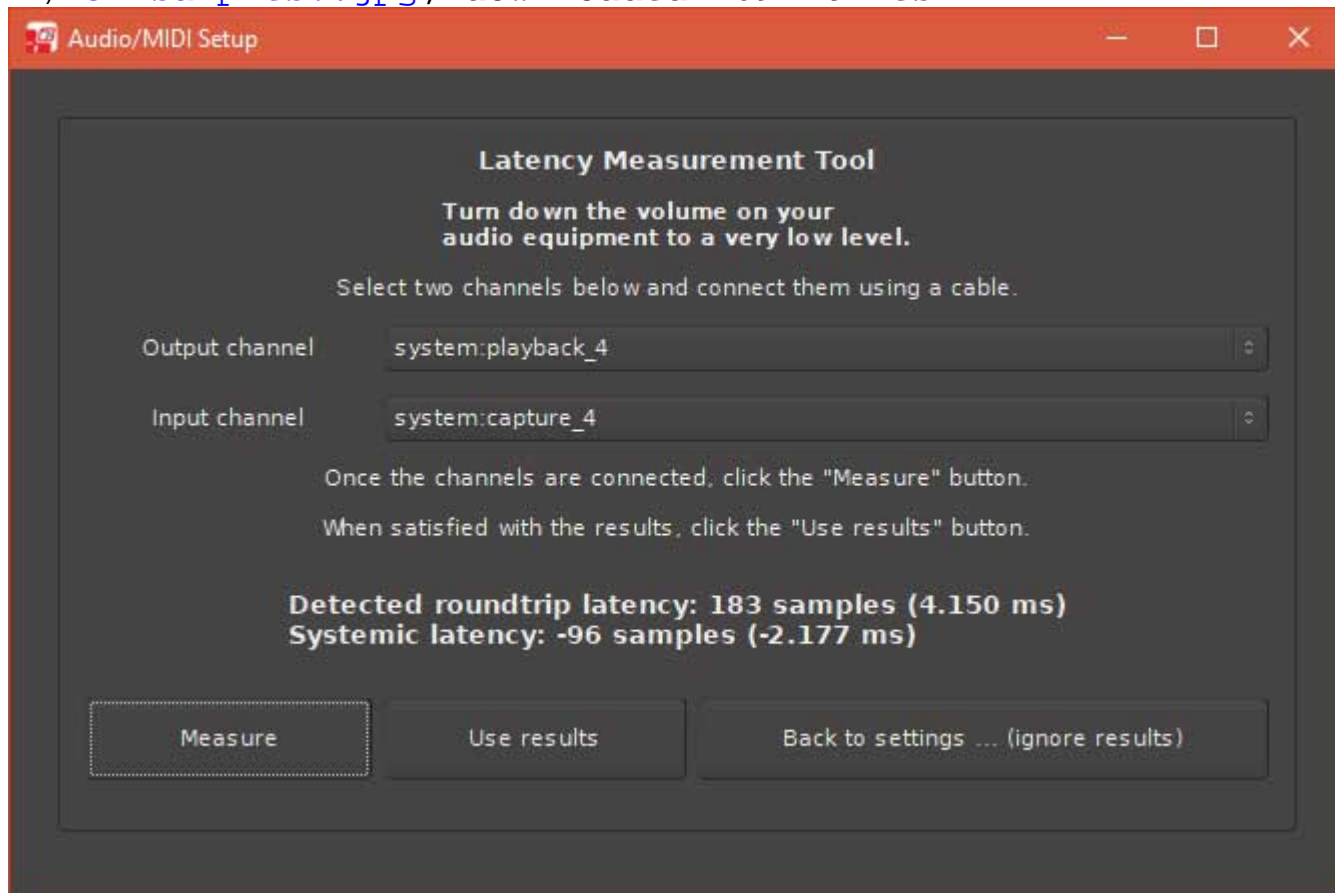 Audio/MIDI Setup
Latency Measurement Tool
Turn down the volume on your
audio equipment to a very low level.
Select two channels below and connect them using a cable.
Output channel system:playback_4
Input channel system:capture_4
Once the channels are connected, click the "Measure" button.
When satisfied with the results, click the "Use results" button.
Detected roundtrip latency: 183 samples (4.150 ms)
Systemic latency: -96 samples (-2.177 ms)
Measure Use results Back to settings ... (ignore results)